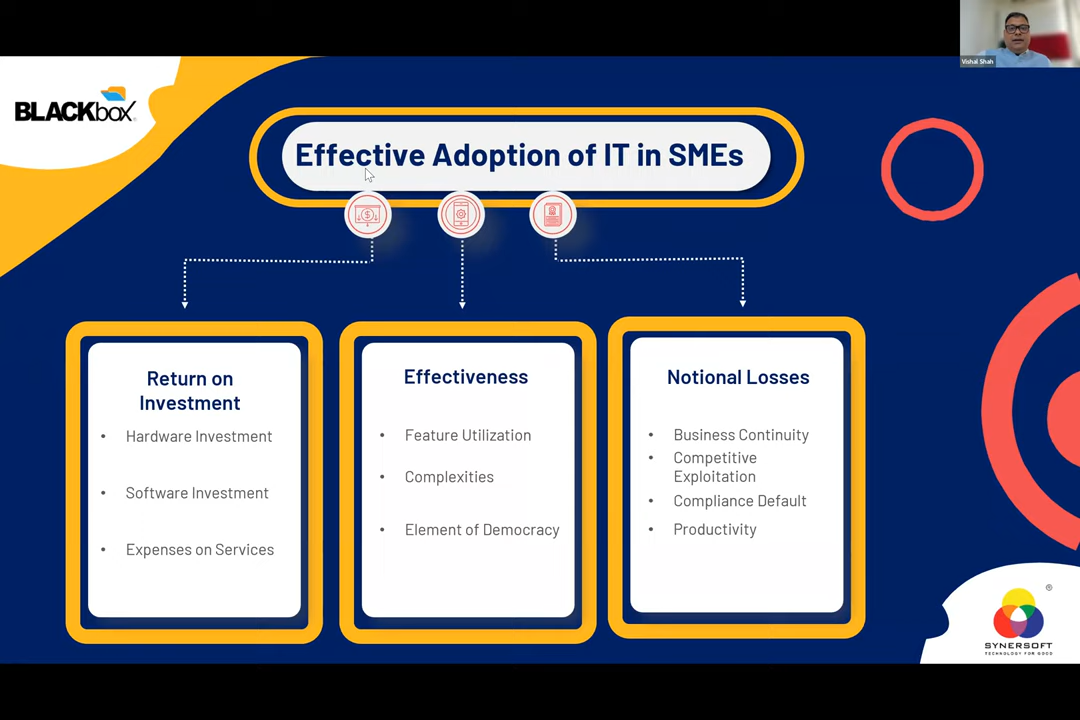 Vishal Shah
BLACKbox
Effective Adoption of IT in SMEs
Return on
Investment
• Hardware Investment
• Software Investment
• Expenses on Services
Effectiveness
• Feature Utilization
• Complexities
• Element of Democracy
Notional Losses
• Business Continuity
• Competitive
Exploitation
• Compliance Default
• Productivity
®
SYNERSOFT
TECHNOLOGY FOR GOOD